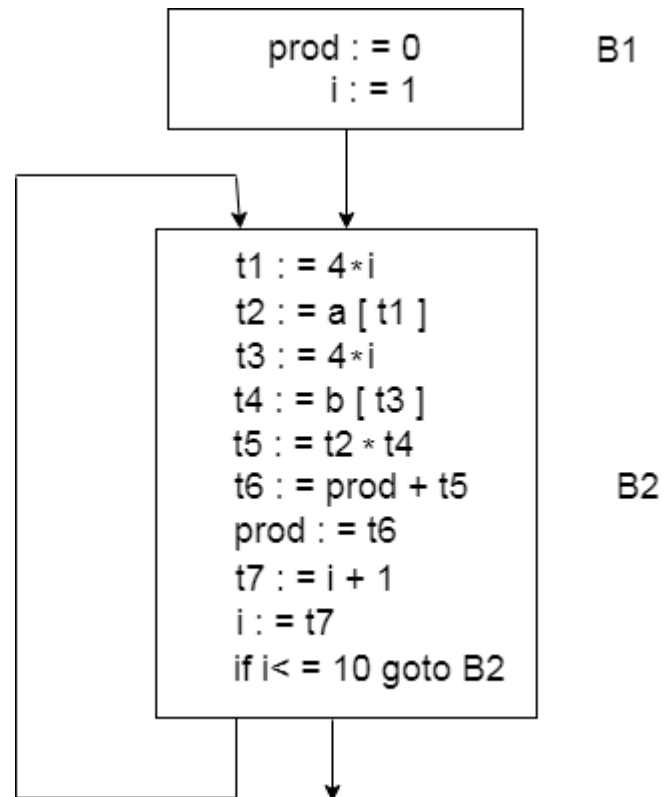 prod : = 0
i : = 1
B1
t1 : = 4*i
t2 : = a [ t1 ]
t3 : = 4*i
t4 : = b [ t3 ]
t5 : = t2 * t4
t6 : = prod + t5
B2
prod : = t6
t7 : = i + 1
i : = t7
if i< = 10 goto B2